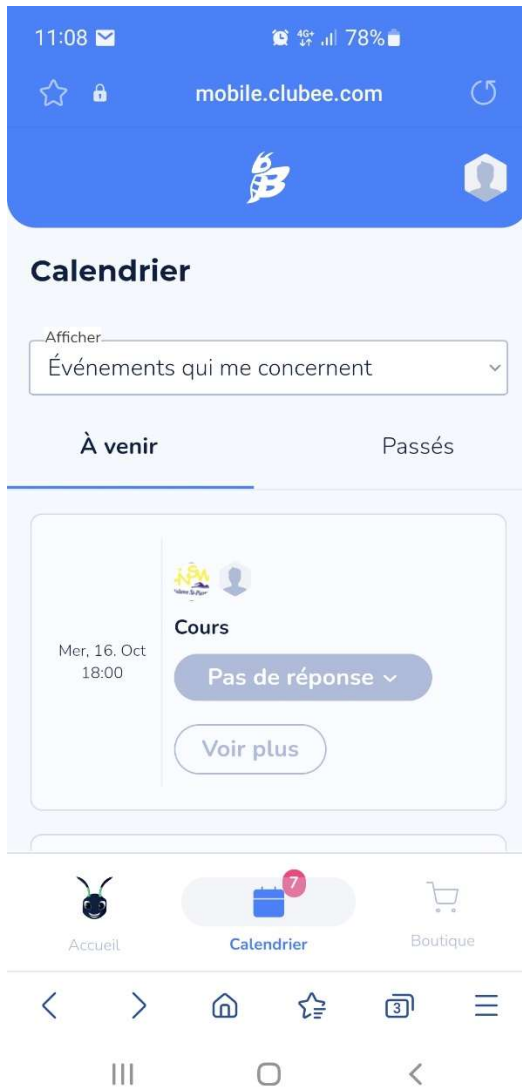 11:08
4G+
78%
mobile.clubee.com
Calendrier
Afficher
Événements qui me concernent
À venir
Passés
Cours
Mer, 16. Oct
18:00
Pas de réponse
Voir plus
7
Accueil
Calendrier
Boutique
3